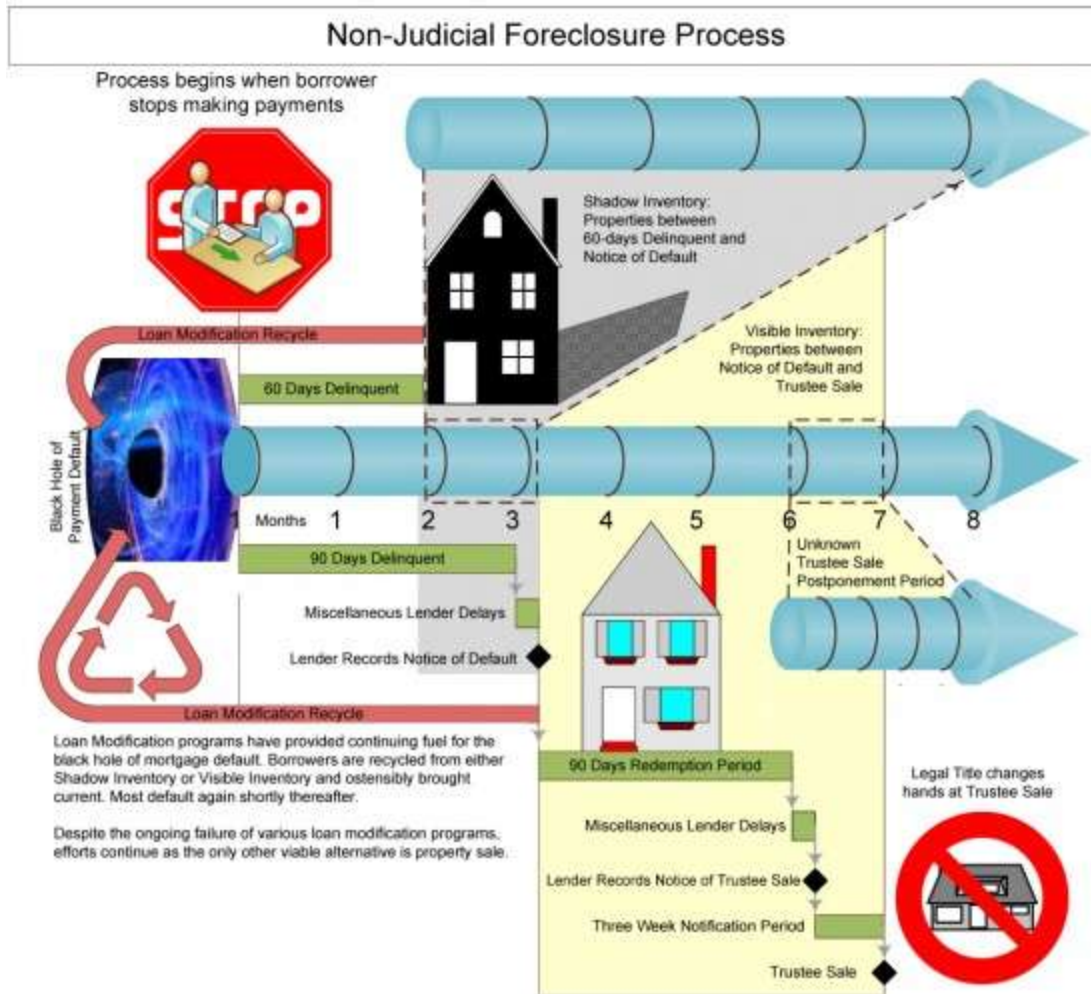 Non-Judicial Foreclosure Process
Process begins when borrower
stops making payments
STOP
Shadow Inventory:
Properties between
60-days Delinquent and
Notice of Default
Loan Modification Recycle
Visible Inventory:
Properties between
Notice of Default and
Trustee Sale
60 Days Delinquent
Black Hole of
Payment Default
1 Months 1 2 3 4 5 6 7 8
90 Days Delinquent
Unknown
Trustee Sale
Postponement Period
Miscellaneous Lender Delays
Lender Records Notice of Default
Loan Modification Recycle
Loan Modification programs have provided continuing fuel for the
black hole of mortgage default. Borrowers are recycled from either
Shadow Inventory or Visible Inventory and ostensibly brought
current. Most default again shortly thereafter.
Despite the ongoing failure of various loan modification programs,
efforts continue as the only other viable alternative is property sale.
90 Days Redemption Period
Legal Title changes
hands at Trustee Sale
Miscellaneous Lender Delays
Lender Records Notice of Trustee Sale
Three Week Notification Period
Trustee Sale